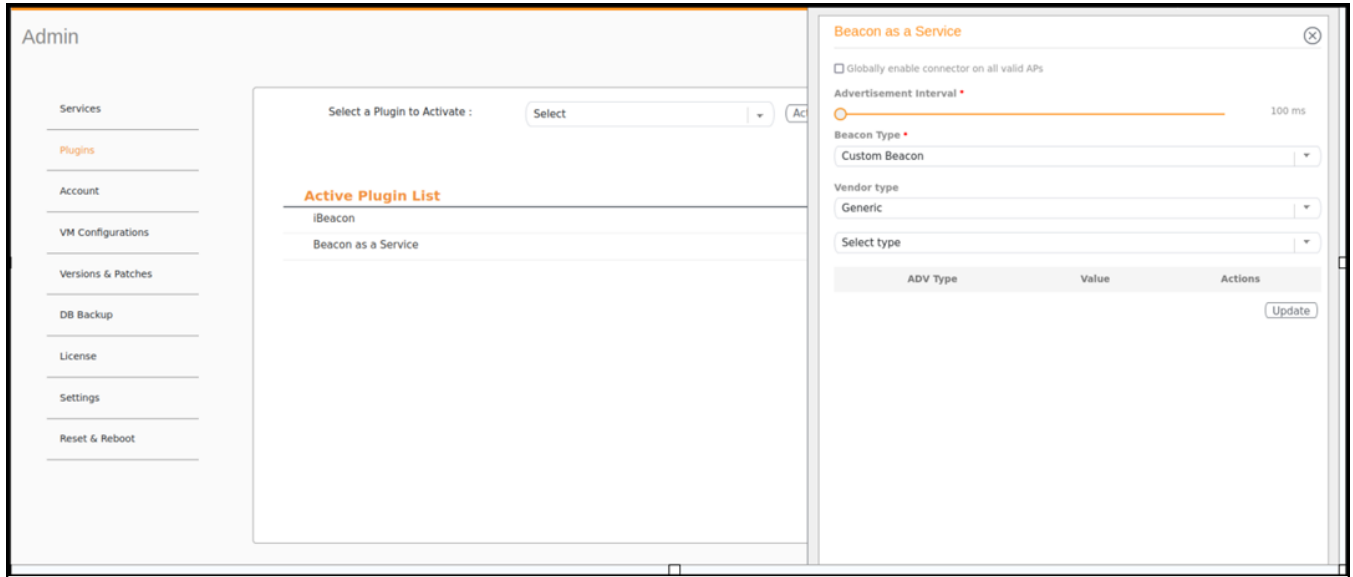 Admin
Services
Plugins
Account
VM Configurations
Versions & Patches
DB Backup
License
Settings
Reset & Reboot
Select a Plugin to Activate :
Select
Act
Active Plugin List
iBeacon
Beacon as a Service
Beacon as a Service
Globally enable connector on all valid APs
Advertisement Interval *
100 ms
Beacon Type *
Custom Beacon
Vendor type
Generic
Select type
ADV Type Value Actions
Update